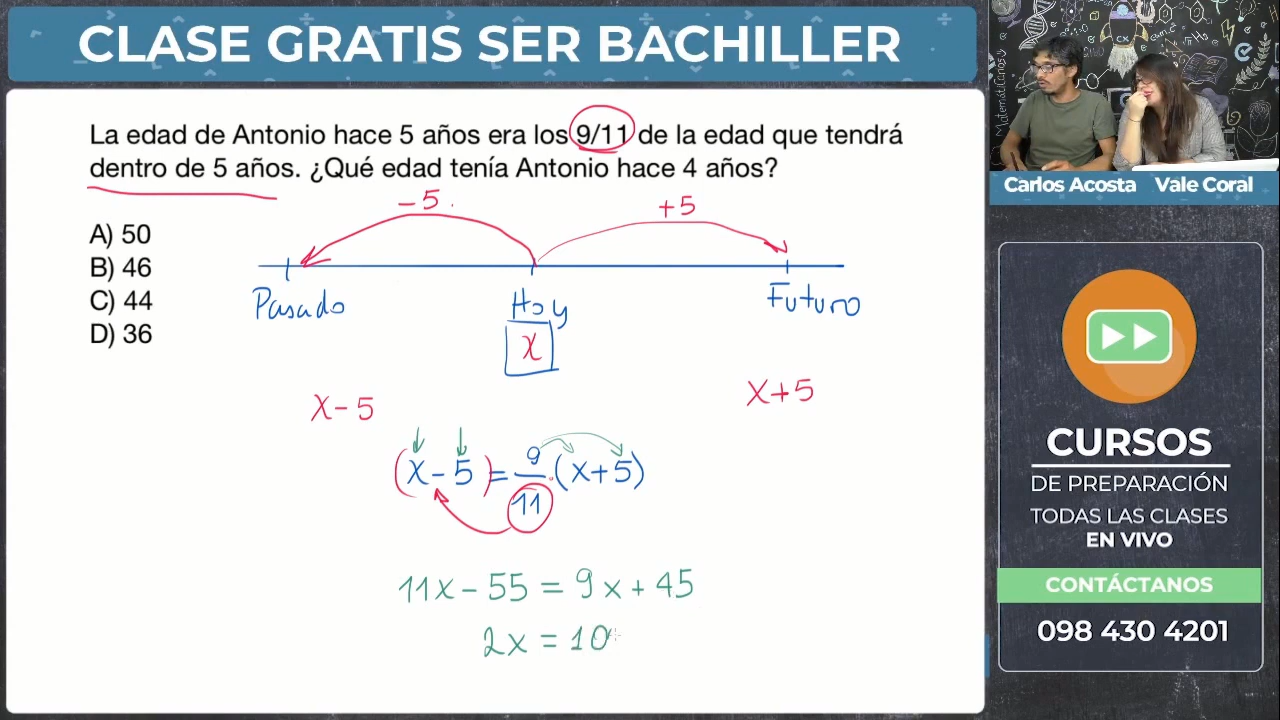 CLASE GRATIS SER BACHILLER
La edad de Antonio hace 5 años era los 9/11 de la edad que tendrá
dentro de 5 años. ¿Qué edad tenía Antonio hace 4 años?
A) 50
B) 46
C) 44
D) 36
-5
+5
Pasado
Hoy
Futuro
x
x-5
x+5
(x-5)=9/11.(x+5)
11x-55=9x+45
2x=10
Carlos Acosta Vale Coral
CURSOS
DE PREPARACIÓN
TODAS LAS CLASES
EN VIVO
CONTÁCTANOS
098 430 4201